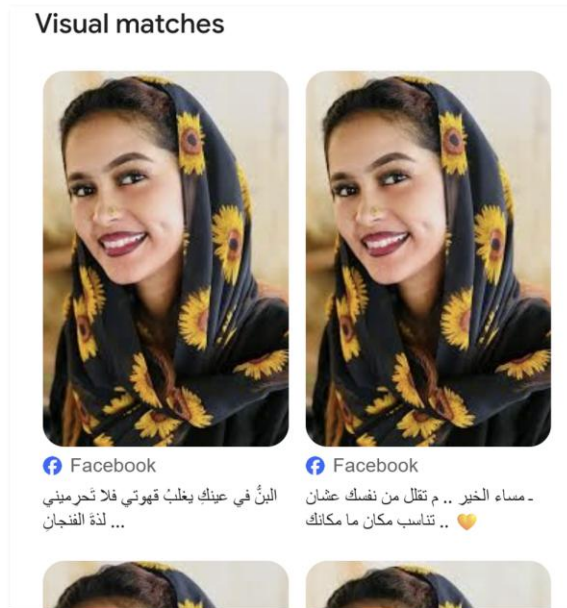 Visual matches
Facebook
البنُّ في عينكِ يغلبُ قهوتي فلا تَحرميني
... لذةَ الفنجانِ
Facebook
ـ مساء الخير .. م تقلل من نفسك عشان
تناسب مكان ما مكانك .. 🧡